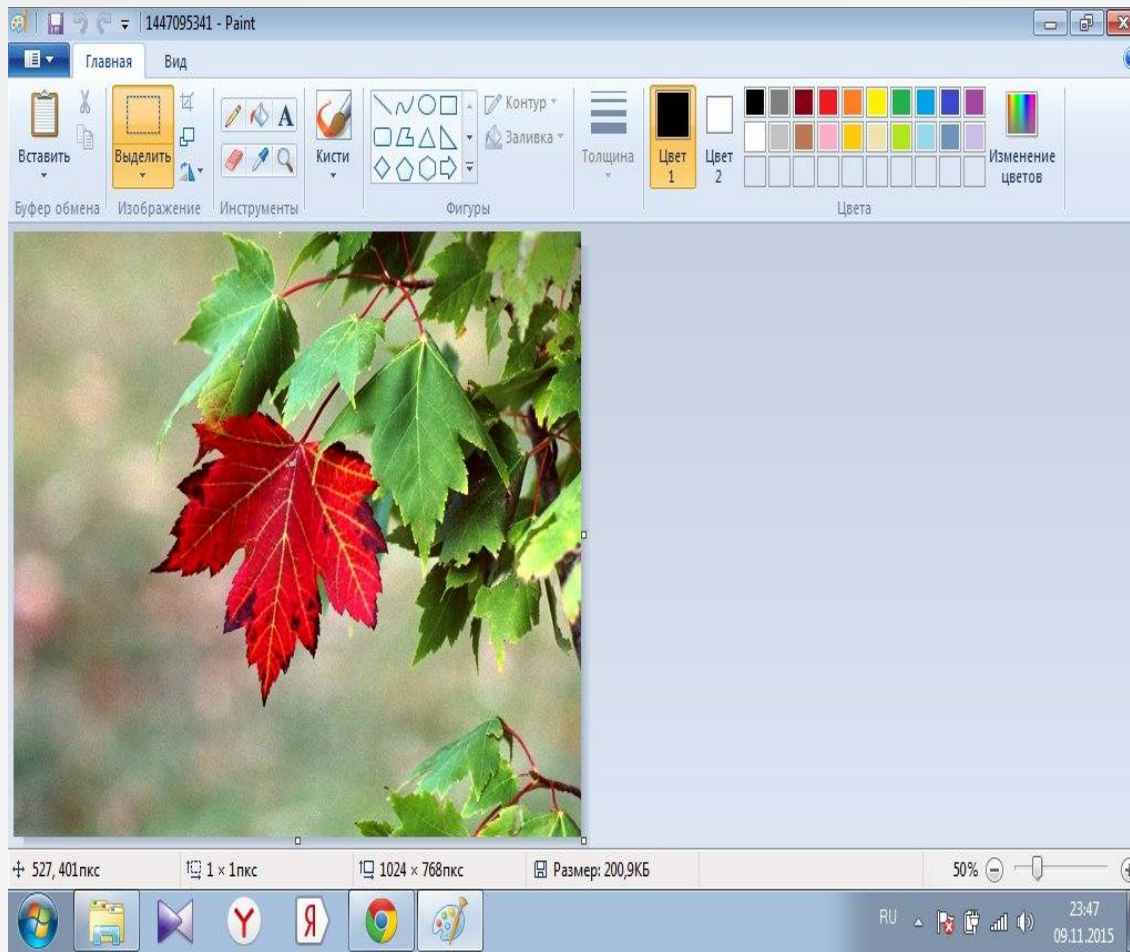 1447095341 - Paint
Главная Вид
Вставить
Выделить
A
Кисти
Контур
Заливка
Толщина
Цвет 1
Цвет 2
Изменение цветов
Буфер обмена Изображение Инструменты Фигуры Цвета
527, 401пкс 1 × 1пкс 1024 × 768пкс Размер: 200,9КБ 50%
Y Я RU 23:47
09.11.2015